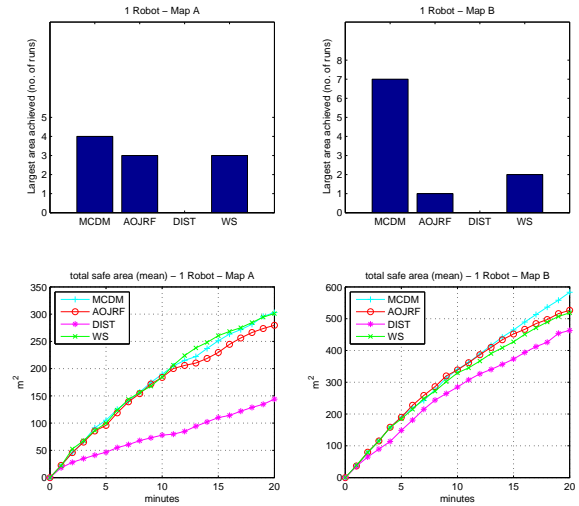 1 Robot – Map A
Largest area achieved (no. of runs)
5
4
3
2
1
0
MCDM AOJRF DIST WS
1 Robot – Map B
Largest area achieved (no. of runs)
8
7
6
5
4
3
2
1
0
MCDM AOJRF DIST WS
total safe area (mean) – 1 Robot – Map A
m2
350
300
250
200
150
100
50
0
MCDM
AOJRF
DIST
WS
0 5 10 15 20
minutes
total safe area (mean) – 1 Robot – Map B
m2
600
500
400
300
200
100
0
MCDM
AOJRF
DIST
WS
0 5 10 15 20
minutes